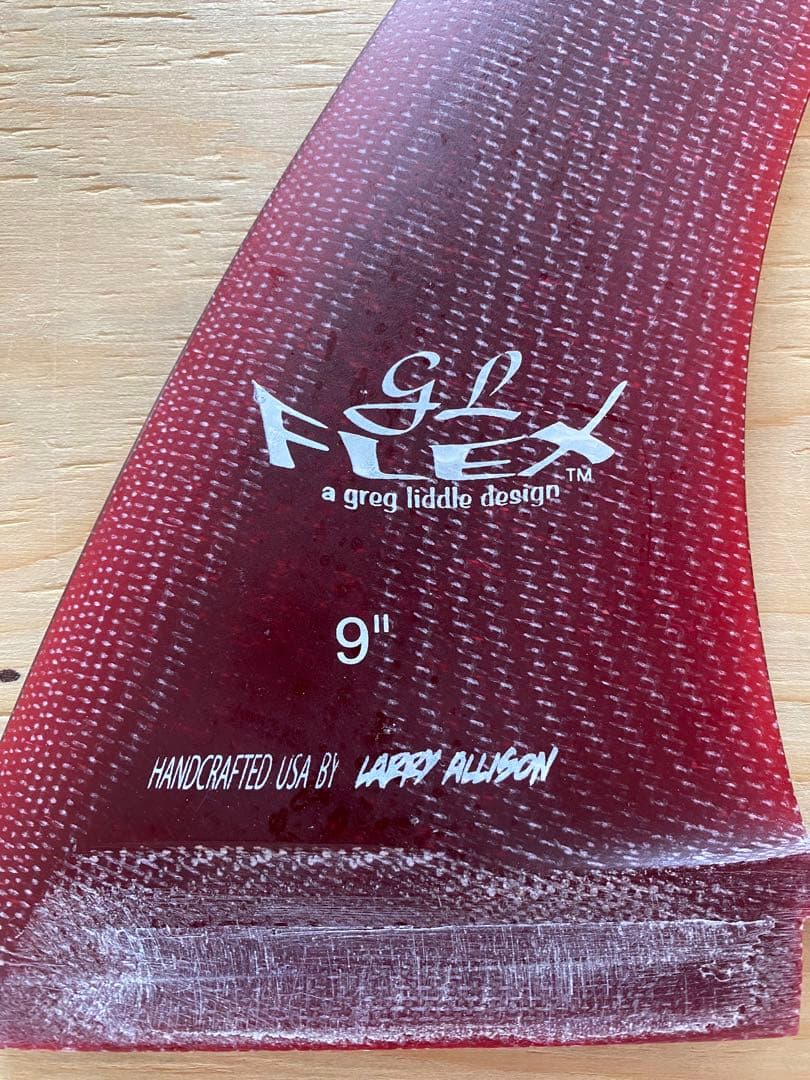 GL
FLEX™
a greg liddle design
9"
HANDCRAFTED USA BY LARRY ALLISON